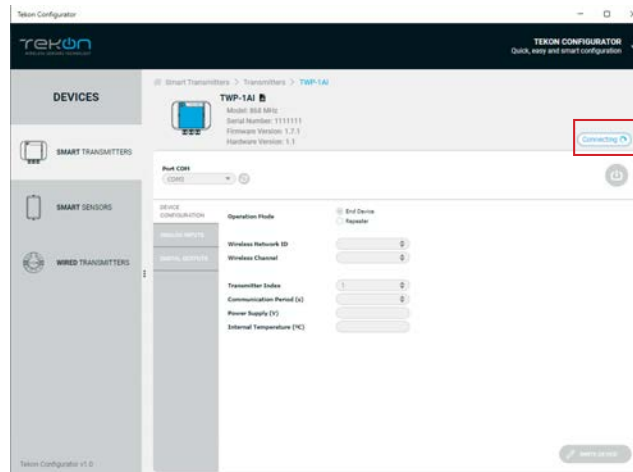 Tekon Configurator
TEKON
WIRELESS SENSORS TECHNOLOGY
TEKON CONFIGURATOR
Quick, easy and smart configuration
DEVICES
SMART TRANSMITTERS
SMART SENSORS
WIRED TRANSMITTERS
Tekon Configurator v1.0
Smart Transmitters > Transmitters > TWP-1AI
TWP-1AI
Model: 868 MHz
Serial Number: 1111111
Firmware Version: 1.7.1
Hardware Version: 1.1
Connecting
Port COM
COM3
DEVICE
CONFIGURATION
ANALOG INPUTS
DIGITAL OUTPUTS
Operation Mode
End Device
Repeater
Wireless Network ID
Wireless Channel
Transmitter Index
1
Communication Period (s)
Power Supply (V)
Internal Temperature (ºC)
WRITE DEVICE